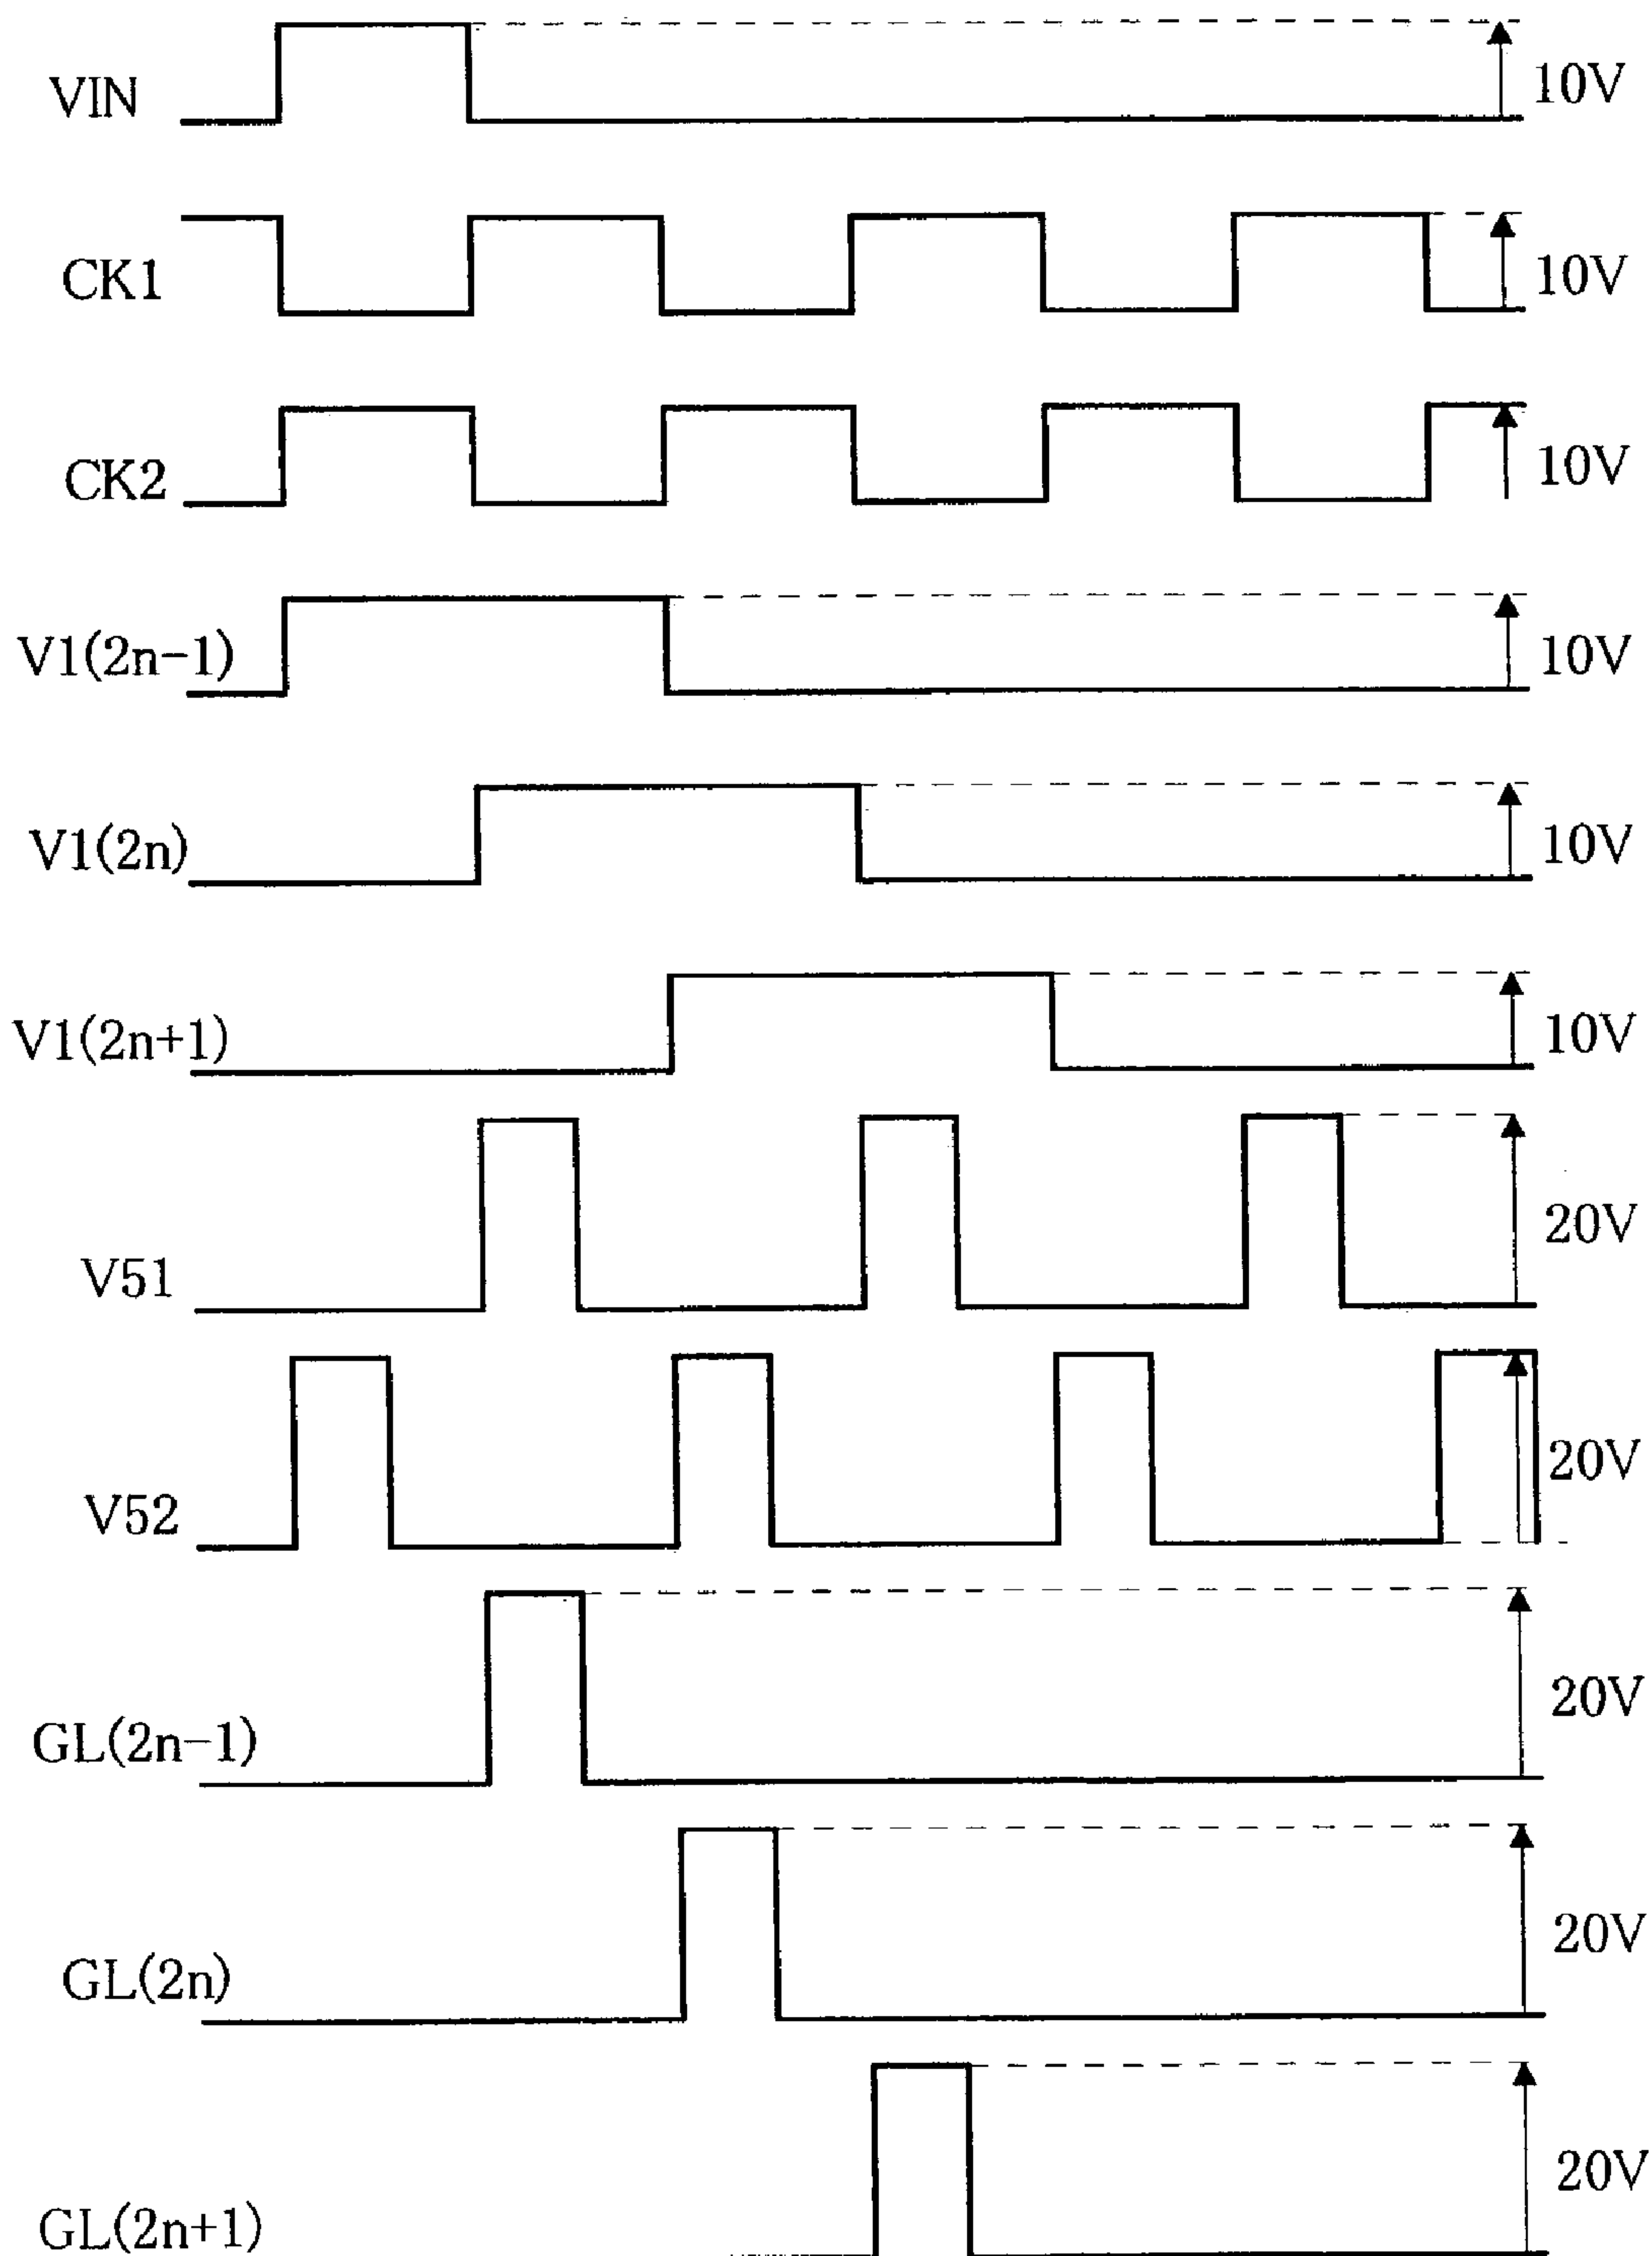 VIN 10V
CK1 10V
CK2 10V
V1(2n-1) 10V
V1(2n) 10V
V1(2n+1) 10V
V51 20V
V52 20V
GL(2n-1) 20V
GL(2n) 20V
GL(2n+1) 20V